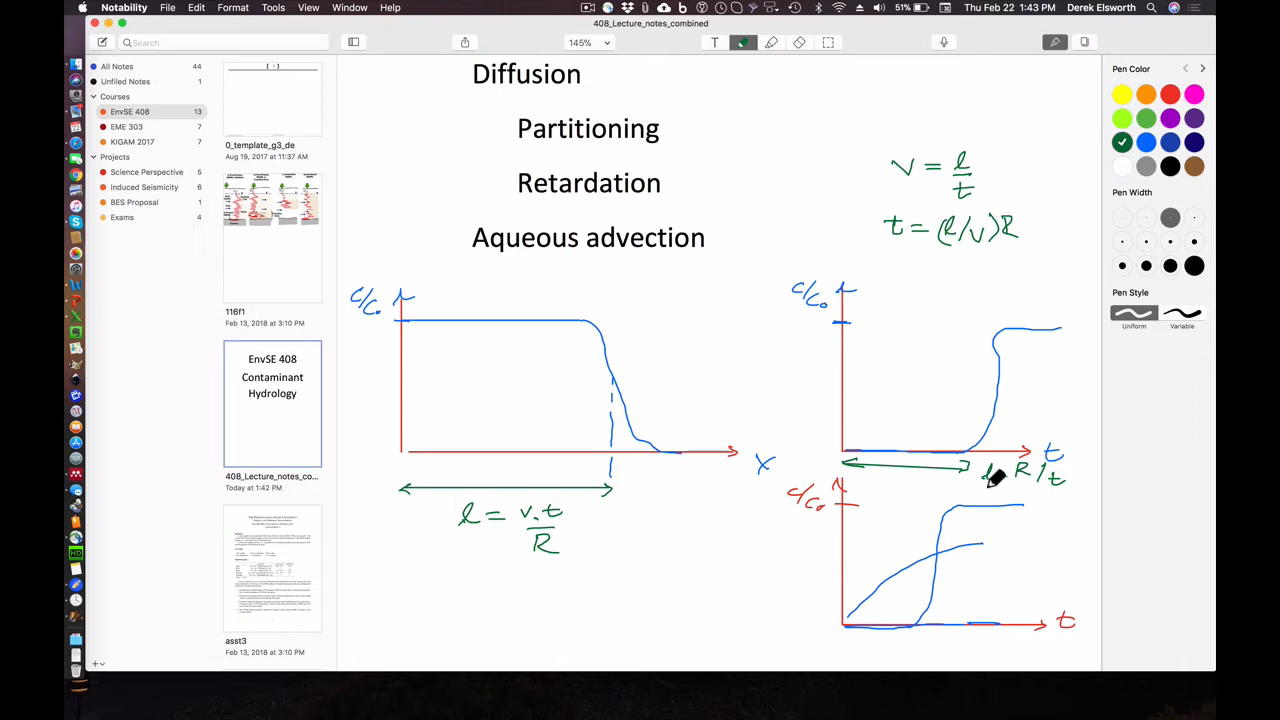 Notability File Edit Format Tools View Window Help
51% Thu Feb 22 1:43 PM Derek Elsworth
408_Lecture_notes_combined
Search
145%
T
All Notes 44
Unfiled Notes 1
Courses
EnvSE 408 13
EME 303 7
KIGAM 2017 7
Projects
Science Perspective 5
Induced Seismicity 5
BES Proposal 1
Exams 4
0_template_g3_de
Aug 19, 2017 at 11:37 AM
116f1
Feb 13, 2018 at 3:10 PM
EnvSE 408
Contaminant
Hydrology
408_Lecture_notes_co...
Today at 1:42 PM
asst3
Feb 13, 2018 at 3:10 PM
Diffusion
Partitioning
Retardation
Aqueous advection
v = l/t
t = (l/v)R
c/c₀
x
l = v.t/R
c/c₀
t
R/t
c/c₀
t
Pen Color
Pen Width
Pen Style
Uniform
Variable